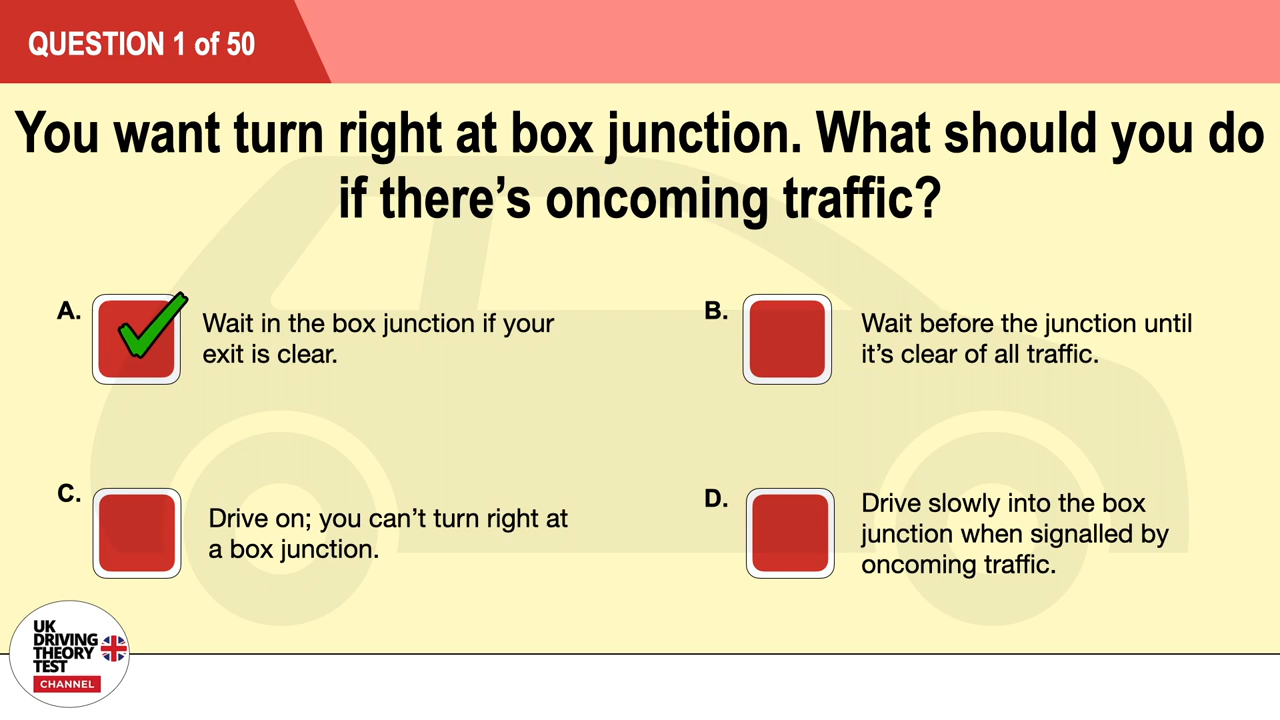 QUESTION 1 of 50
You want turn right at box junction. What should you do
if there’s oncoming traffic?
A.
Wait in the box junction if your
exit is clear.
B.
Wait before the junction until
it’s clear of all traffic.
C.
Drive on; you can’t turn right at
a box junction.
D.
Drive slowly into the box
junction when signalled by
oncoming traffic.
UK
DRIVING
THEORY
TEST
CHANNEL